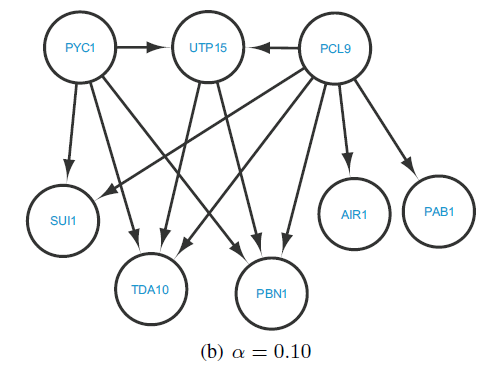 PYC1
UTP15
PCL9
SUI1
AIR1
PAB1
TDA10
PBN1
(b) α = 0.10